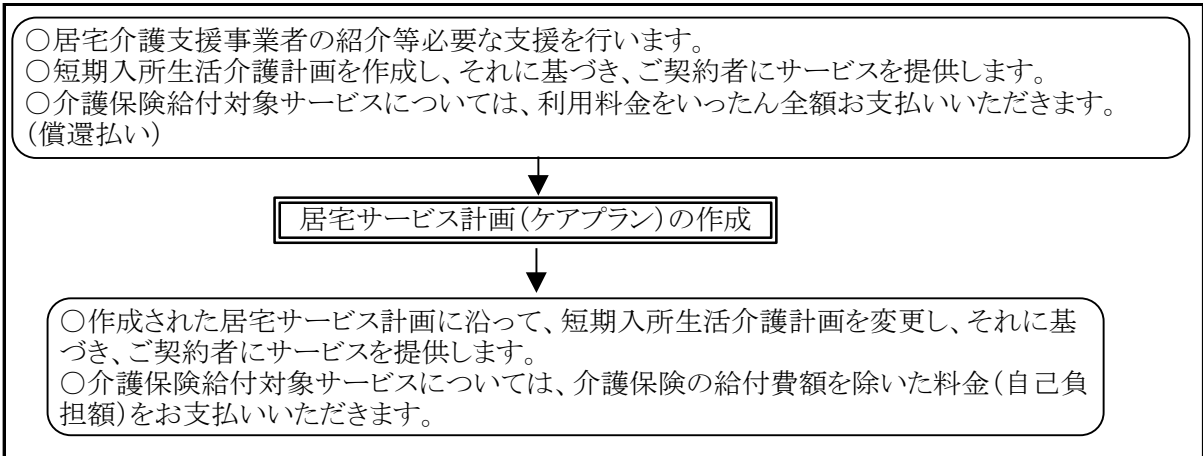 ○居宅介護支援事業者の紹介等必要な支援を行います。
○短期入所生活介護計画を作成し、それに基づき、ご契約者にサービスを提供します。
○介護保険給付対象サービスについては、利用料金をいったん全額お支払いいただきます。
(償還払い)
居宅サービス計画(ケアプラン)の作成
○作成された居宅サービス計画に沿って、短期入所生活介護計画を変更し、それに基
づき、ご契約者にサービスを提供します。
○介護保険給付対象サービスについては、介護保険の給付費額を除いた料金(自己負
担額)をお支払いいただきます。